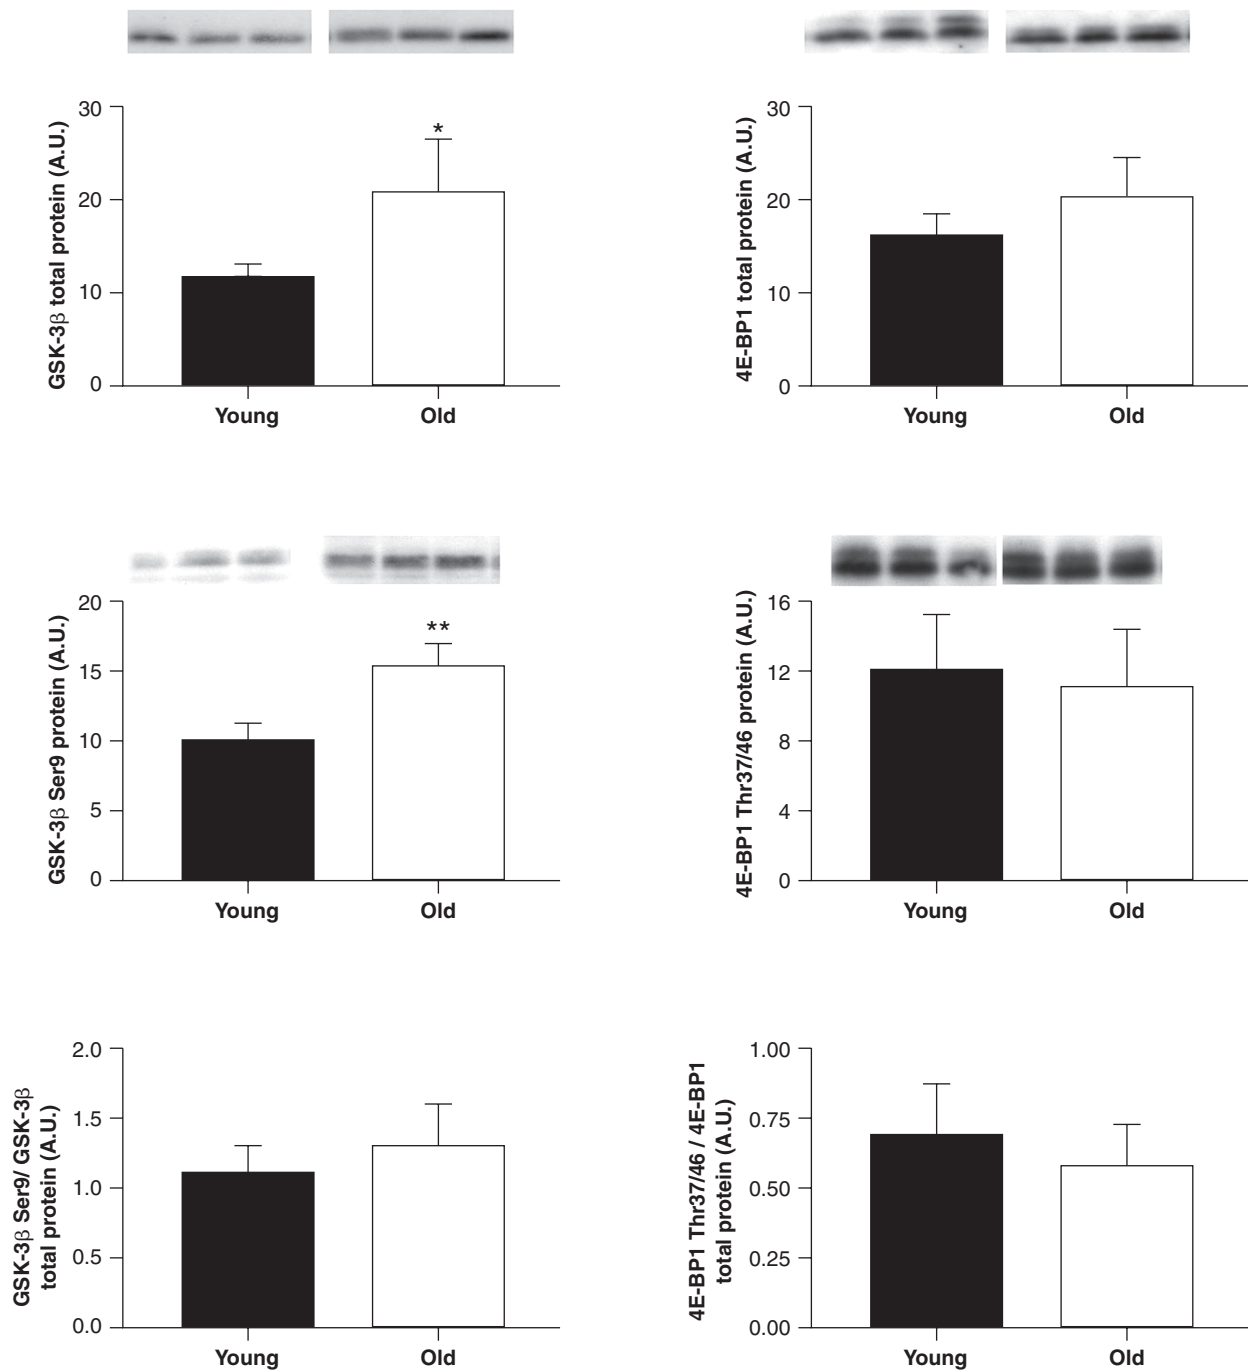 GSK-3β total protein (A.U.)
30
20
10
0
*
Young
Old
4E-BP1 total protein (A.U.)
30
20
10
0
Young
Old
GSK-3β Ser9 protein (A.U.)
20
15
10
5
0
**
Young
Old
4E-BP1 Thr37/46 protein (A.U.)
16
12
8
4
0
Young
Old
GSK-3β Ser9/ GSK-3β
total protein (A.U.)
2.0
1.5
1.0
0.5
0.0
Young
Old
4E-BP1 Thr37/46 / 4E-BP1
total protein (A.U.)
1.00
0.75
0.50
0.25
0.00
Young
Old